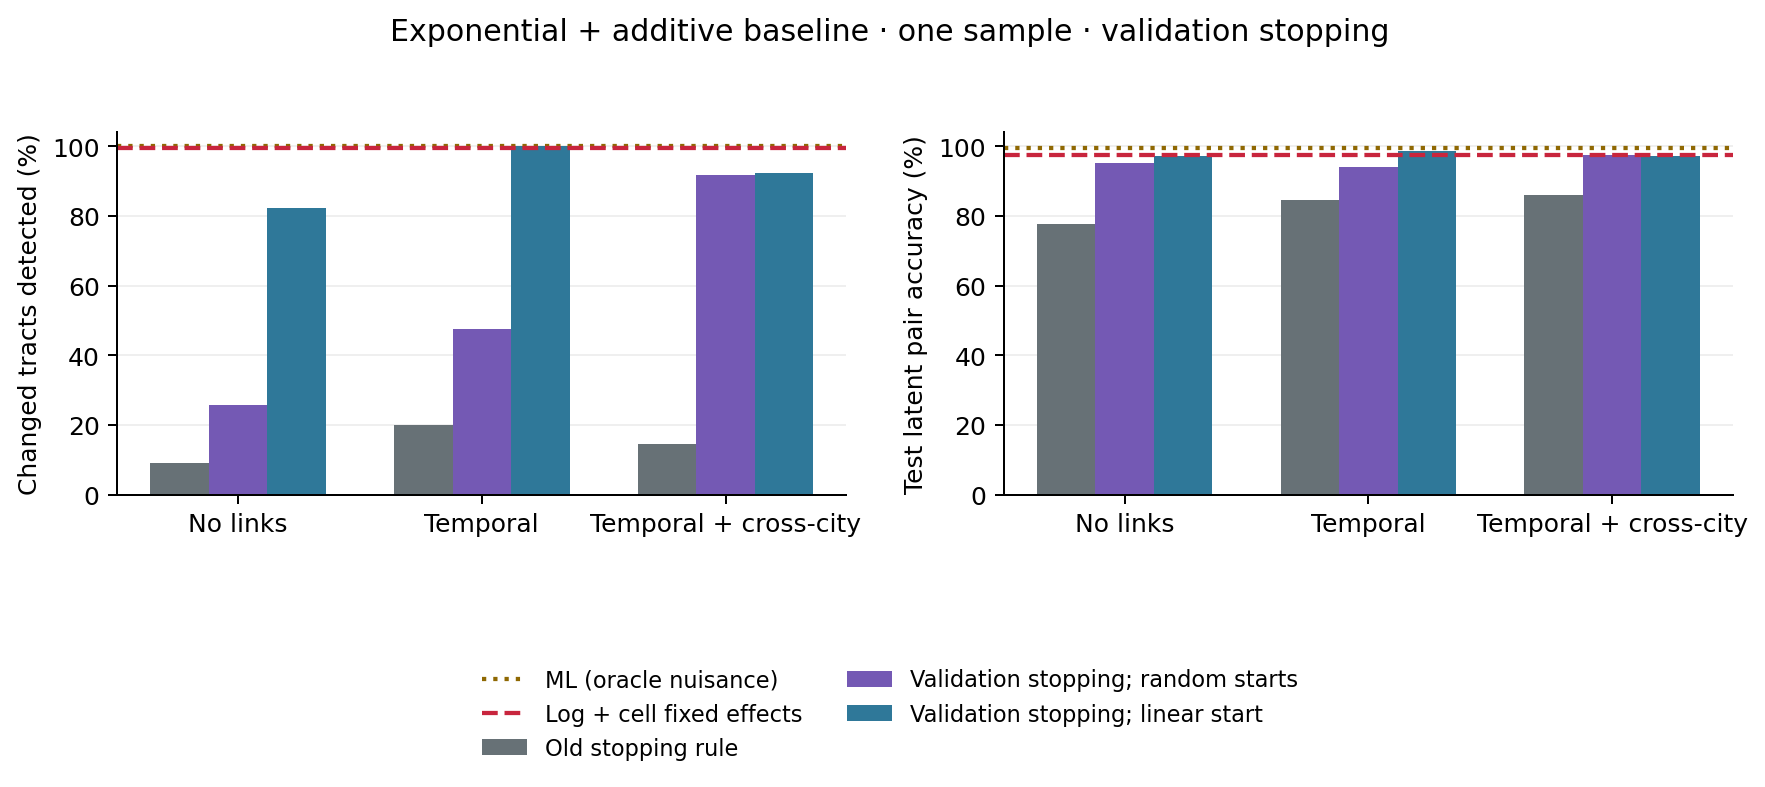 Exponential + additive baseline · one sample · validation stopping
Changed tracts detected (%)
100
80
60
40
20
0
No links
Temporal
Temporal + cross-city
Test latent pair accuracy (%)
100
80
60
40
20
0
No links
Temporal
Temporal + cross-city
ML (oracle nuisance)
Log + cell fixed effects
Old stopping rule
Validation stopping; random starts
Validation stopping; linear start